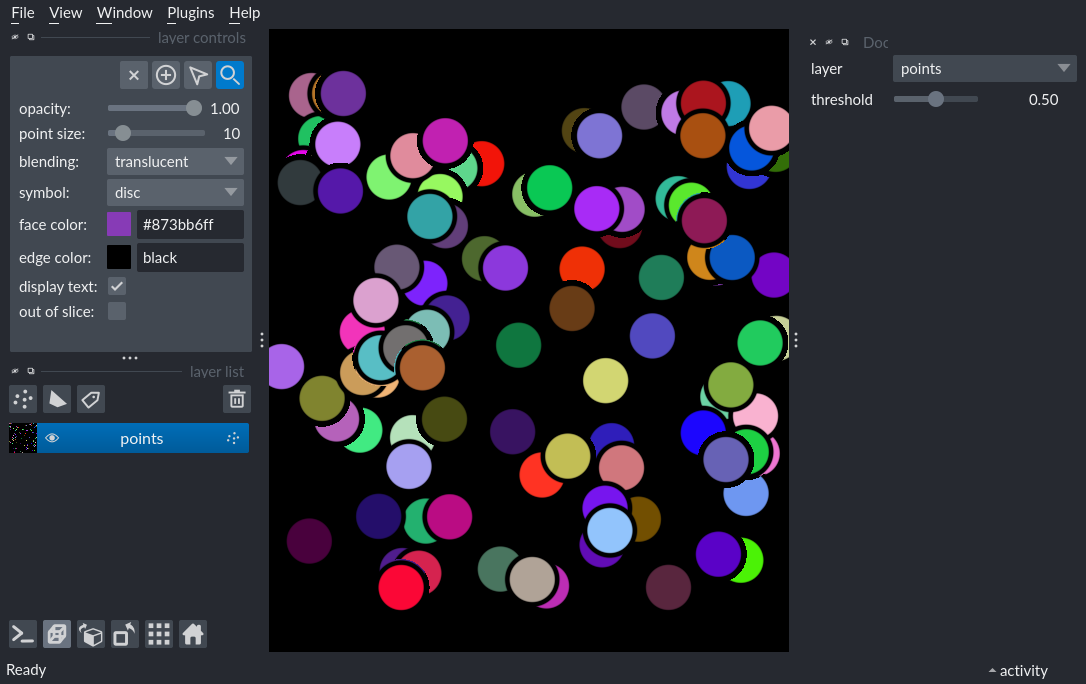 File View Window Plugins Help
layer controls
opacity: 1.00
point size: 10
blending: translucent
symbol: disc
face color: #873bb6ff
edge color: black
display text:
out of slice:
layer list
points
Ready
Doc
layer points
threshold 0.50
activity